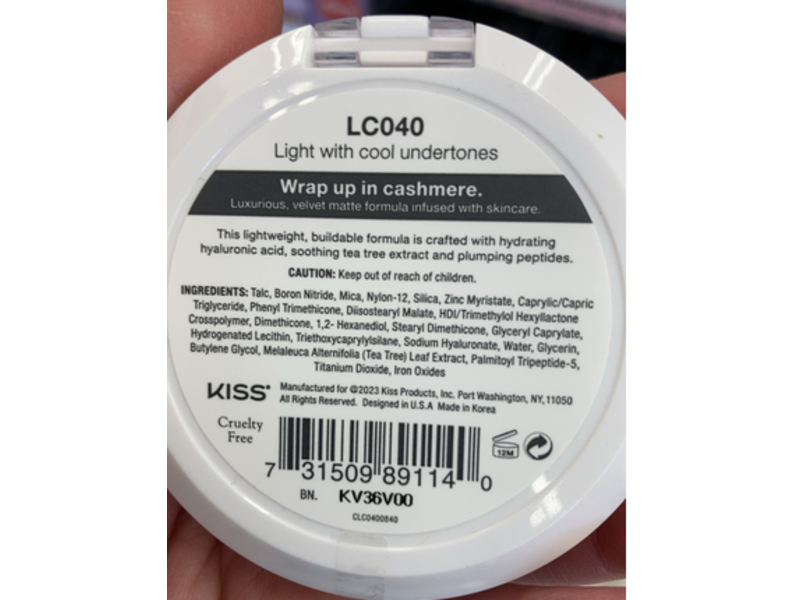 LC040
Light with cool undertones
Wrap up in cashmere.
Luxurious, velvet matte formula infused with skincare.
This lightweight, buildable formula is crafted with hydrating
hyaluronic acid, soothing tea tree extract and plumping peptides.
CAUTION: Keep out of reach of children.
INGREDIENTS: Talc, Boron Nitride, Mica, Nylon-12, Silica, Zinc Myristate, Caprylic/Capric
Triglyceride, Phenyl Trimethicone, Diisostearyl Malate, HDI/Trimethylol Hexyllactone
Crosspolymer, Dimethicone, 1,2- Hexanediol, Stearyl Dimethicone, Glyceryl Caprylate,
Hydrogenated Lecithin, Triethoxycaprylylsilane, Sodium Hyaluronate, Water, Glycerin,
Butylene Glycol, Melaleuca Alternifolia (Tea Tree) Leaf Extract, Palmitoyl Tripeptide-5,
Titanium Dioxide, Iron Oxides
KISS®
Manufactured for @2023 Kiss Products, Inc. Port Washington, NY, 11050
All Rights Reserved. Designed in U.S.A Made in Korea
Cruelty
Free
12M
7 31509 89114 0
BN. KV36V00
CLC0400840